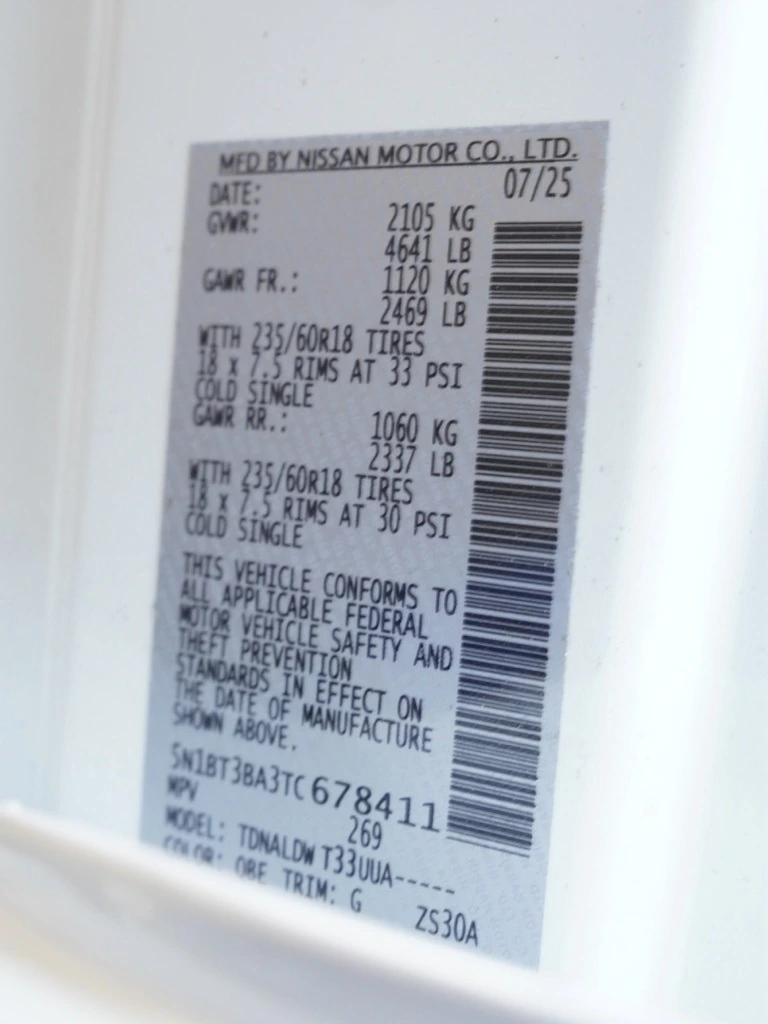 MFD BY NISSAN MOTOR CO., LTD.
DATE: 07/25
GVWR: 2105 KG
4641 LB
GAWR FR.: 1120 KG
2469 LB
WITH 235/60R18 TIRES
18 x 7.5 RIMS AT 33 PSI
COLD SINGLE
GAWR RR.: 1060 KG
2337 LB
WITH 235/60R18 TIRES
18 x 7.5 RIMS AT 30 PSI
COLD SINGLE
THIS VEHICLE CONFORMS TO
ALL APPLICABLE FEDERAL
MOTOR VEHICLE SAFETY AND
THEFT PREVENTION
STANDARDS IN EFFECT ON
THE DATE OF MANUFACTURE
SHOWN ABOVE.
5N1BT3BA3TC678411
MPV 269
MODEL: TDNALDW T33UUA-----
COLOR: QBE TRIM: G ZS30A